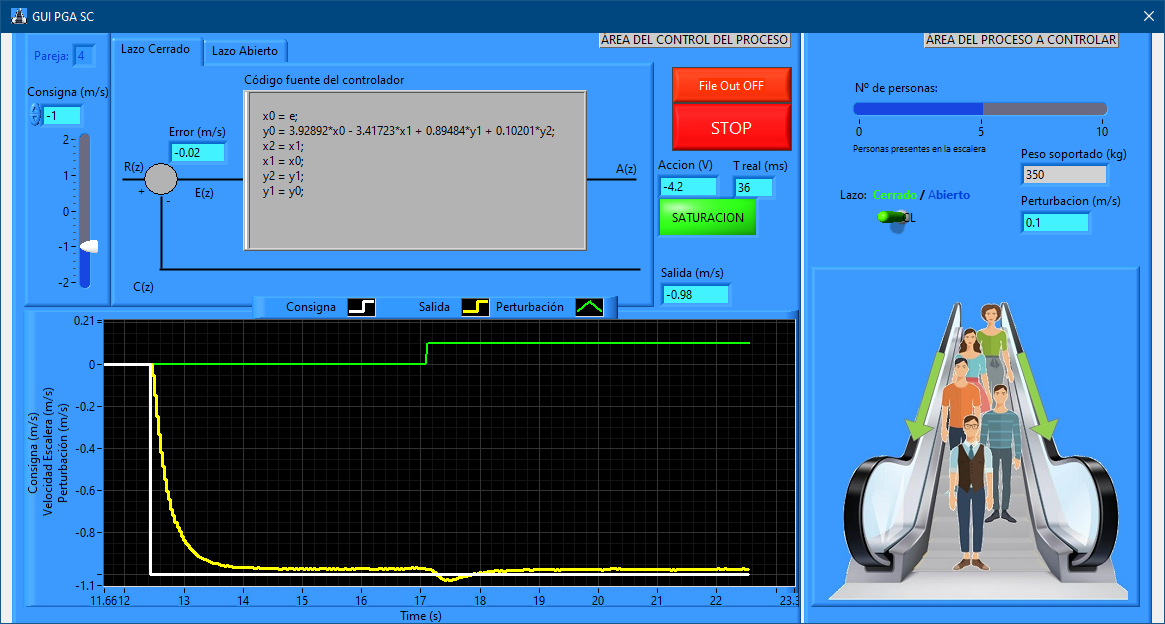 GUI PGA SC
Pareja: 4
Lazo Cerrado
Lazo Abierto
AREA DEL CONTROL DEL PROCESO
AREA DEL PROCESO A CONTROLAR
Consigna (m/s)
-1
2
1
0
-1
-2
Código fuente del controlador
x0 = e;
y0 = 3.92892*x0 - 3.41723*x1 + 0.89484*y1 + 0.10201*y2;
x2 = x1;
x1 = x0;
y2 = y1;
y1 = y0;
Error (m/s)
-0.02
R(z)
+
-
E(z)
A(z)
C(z)
File Out OFF
STOP
Accion (V)
-4.2
T real (ms)
36
SATURACION
Salida (m/s)
-0.98
Nº de personas:
0 5 10
Personas presentes en la escalera
Peso soportado (kg)
350
Lazo: Cerrado / Abierto
OL
Perturbacion (m/s)
0.1
Consigna
Salida
Perturbación
0.21
0
-0.2
-0.4
-0.6
-0.8
-1.1
Consigna (m/s)
Velocidad Escalera (m/s)
Perturbación (m/s)
11.66 12 13 14 15 16 17 18 19 20 21 22 23.3
Time (s)